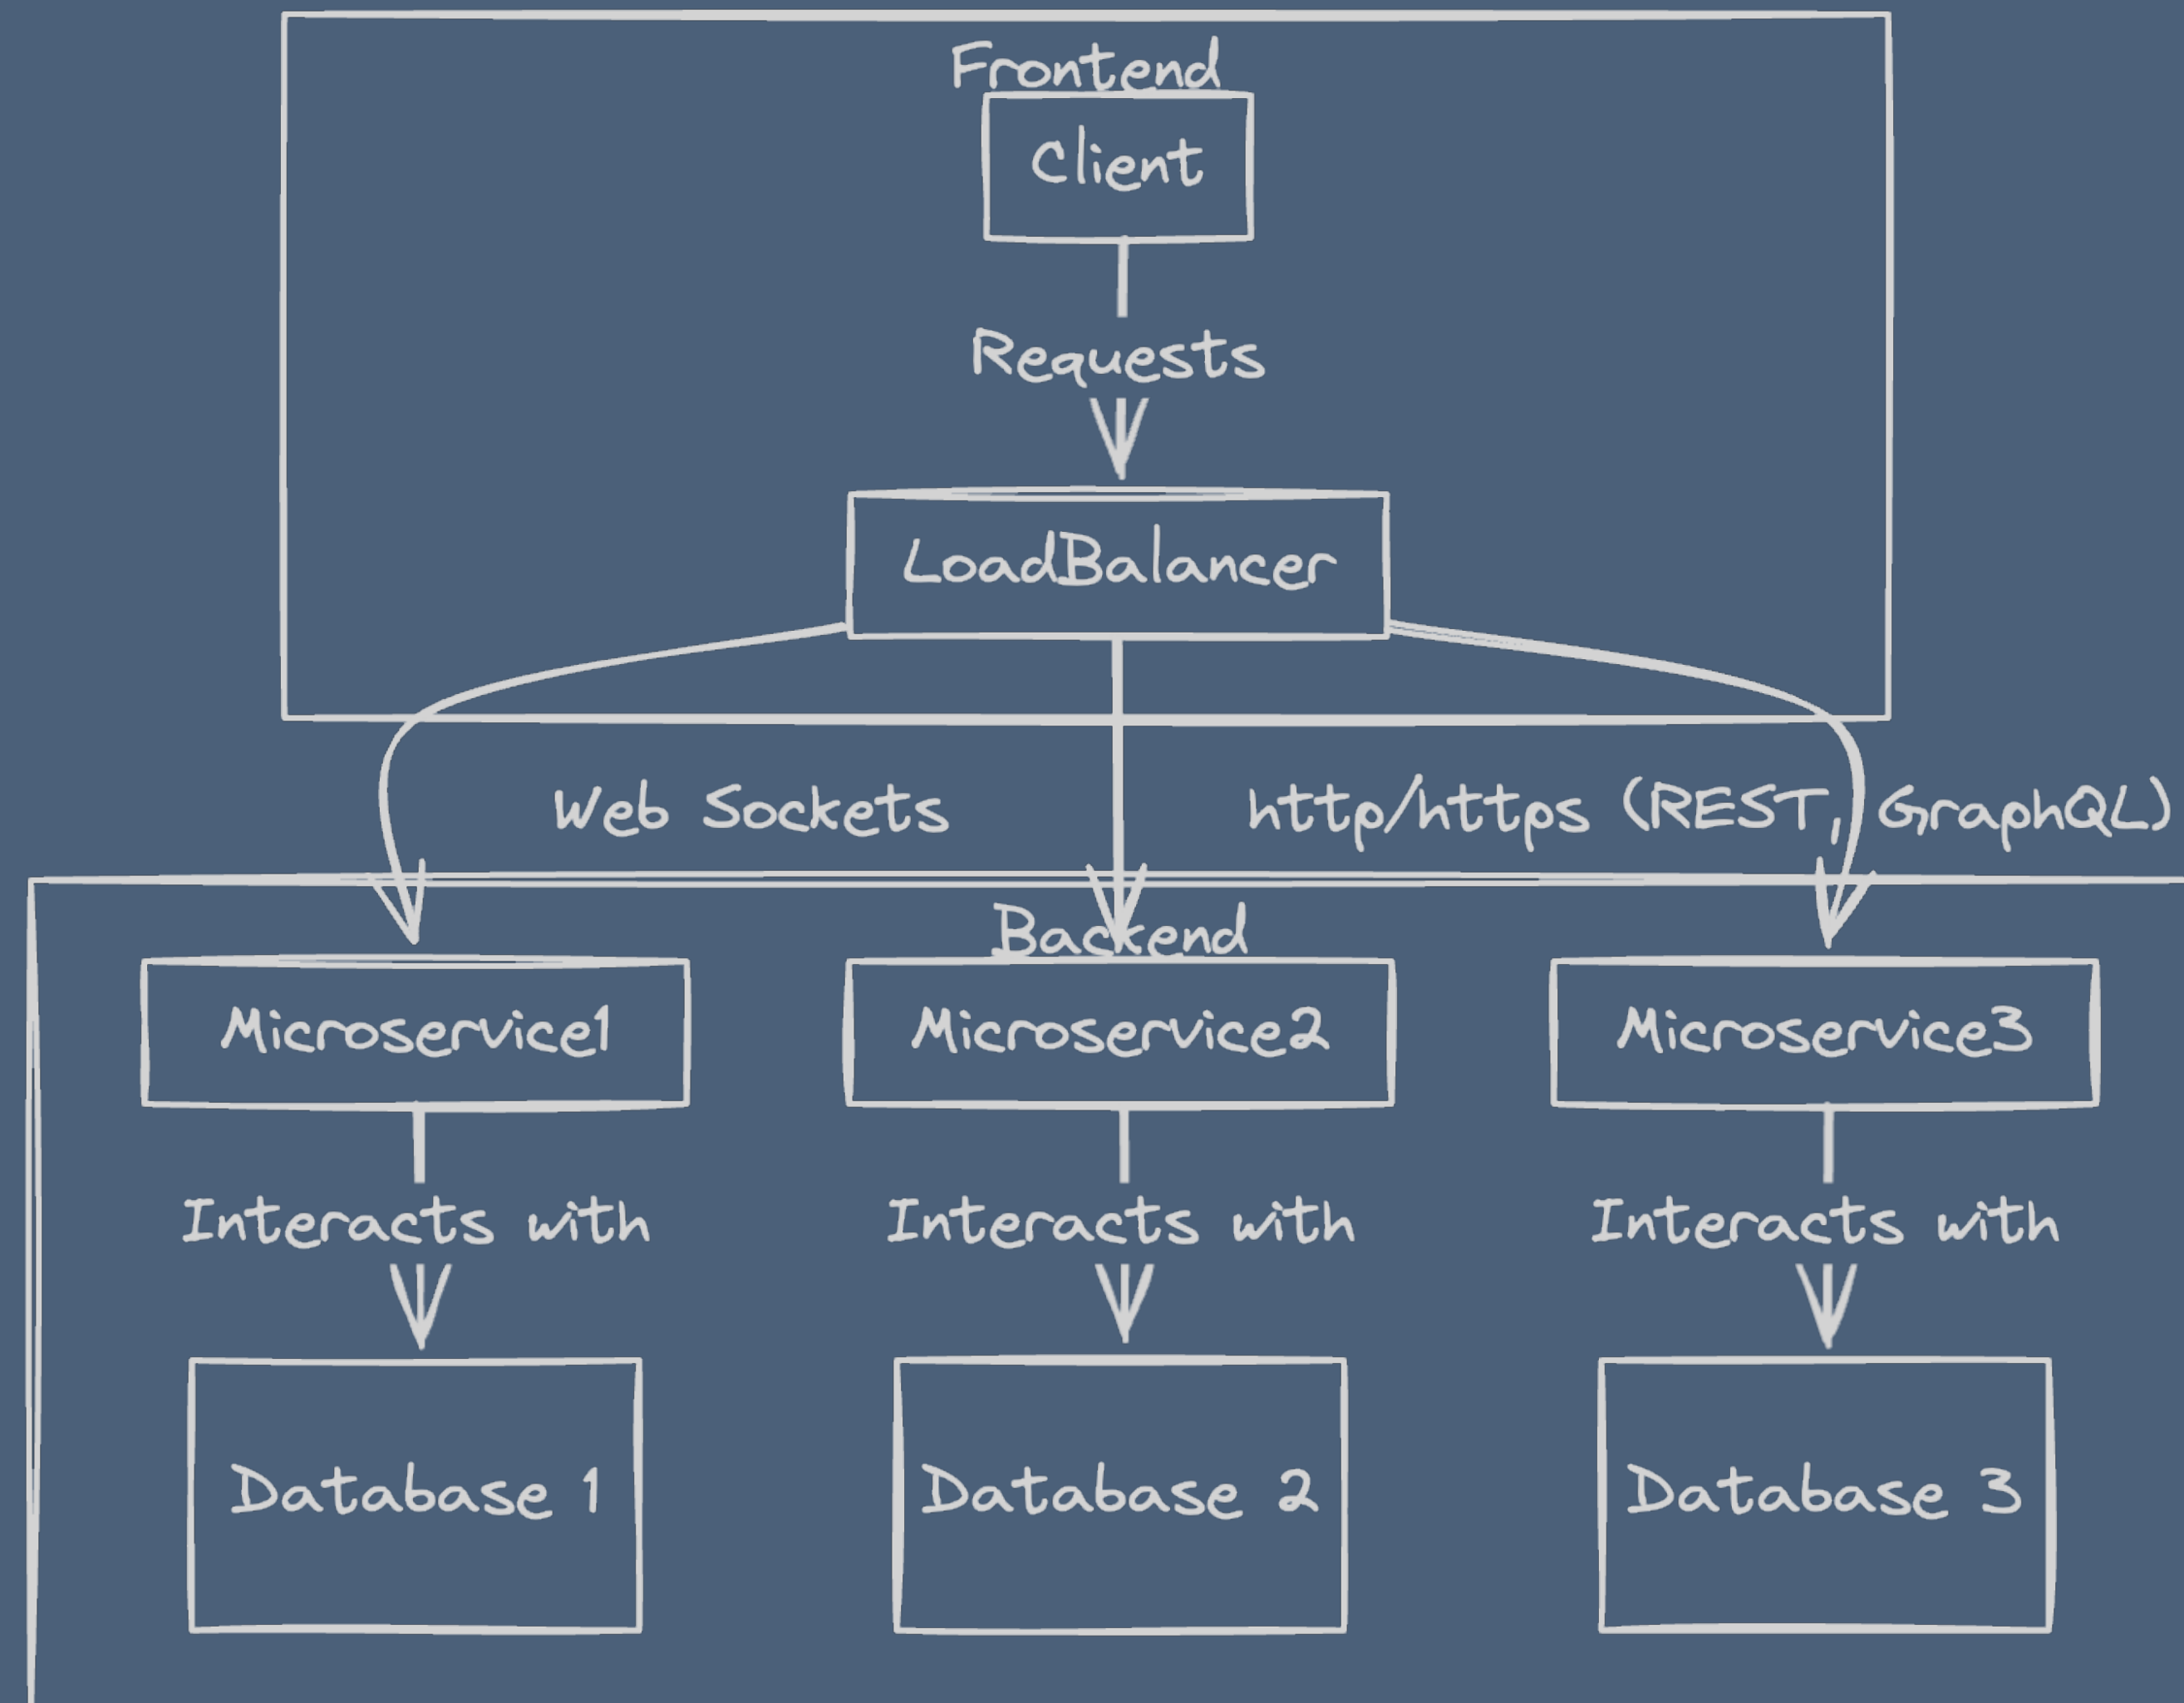 Frontend
Client
Requests
LoadBalancer
Web Sockets
http/https (REST, GraphQL)
Backend
Microservice1
Microservice2
Microservice3
Interacts with
Interacts with
Interacts with
Database 1
Database 2
Database 3